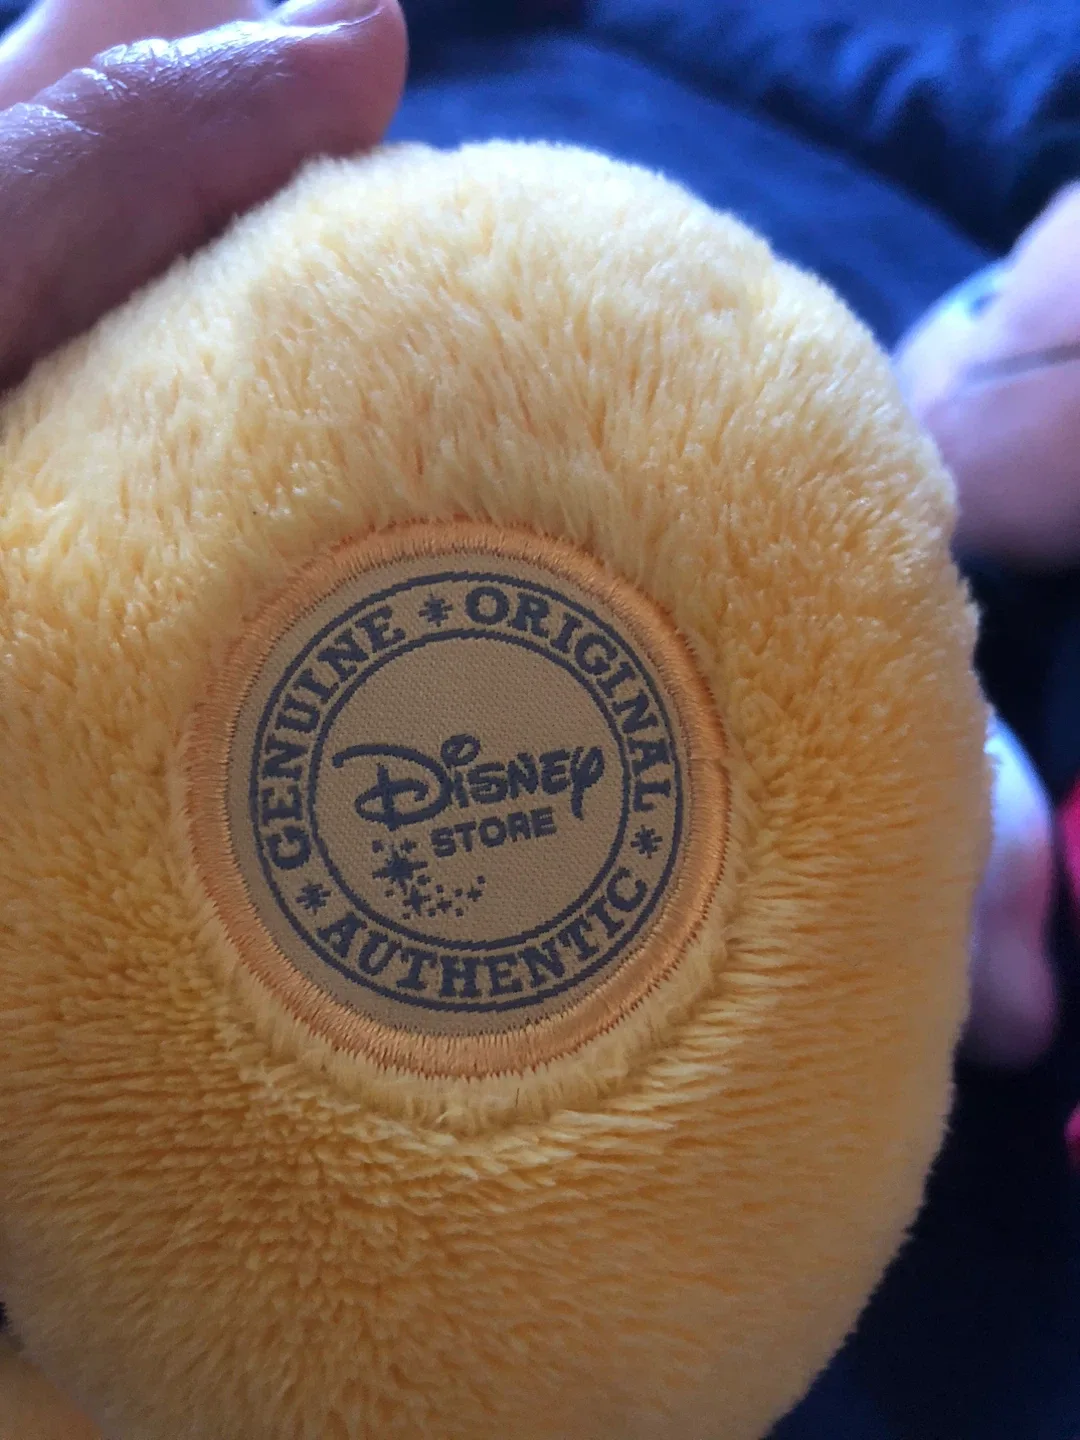 GENUINE * ORIGINAL * AUTHENTIC *
Disney
STORE